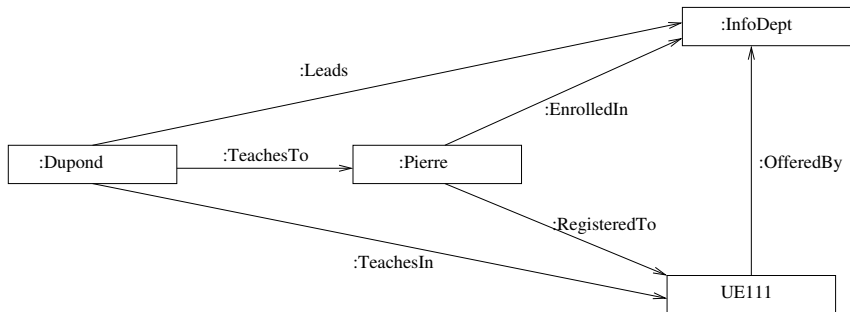 :InfoDept
:Leads
:EnrolledIn
:Dupond
:TeachesTo
:Pierre
:OfferedBy
:RegisteredTo
:TeachesIn
UE111